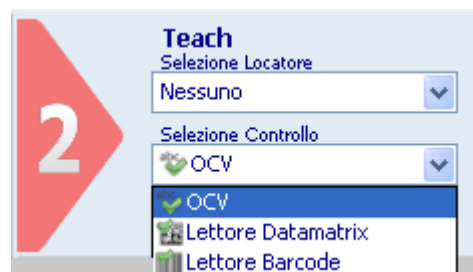 2
Teach
Selezione Locatore
Nessuno
Selezione Controllo
OCV
OCV
Lettore Datamatrix
Lettore Barcode